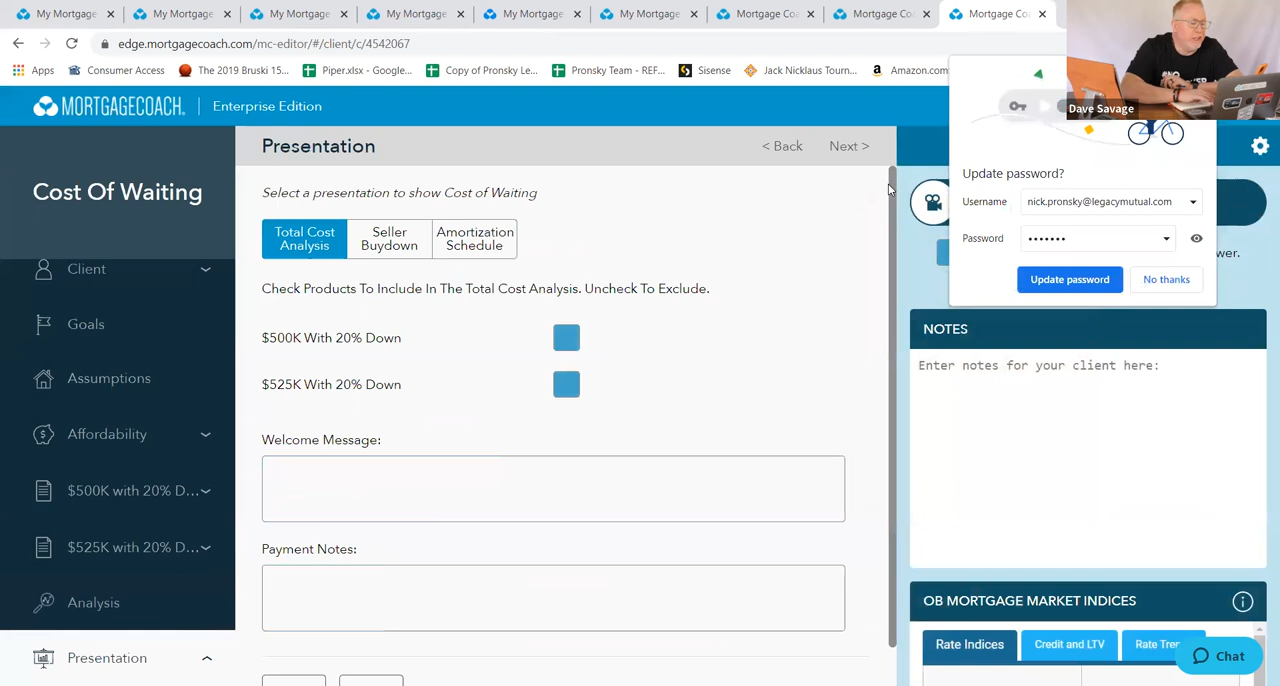 My Mortgage
My Mortgage
My Mortgage
My Mortgage
My Mortgage
My Mortgage
Mortgage Coa
Mortgage Co
Mortgage Co
edge.mortgagecoach.com/mc-editor/#/client/c/4542067
Apps
Consumer Access
The 2019 Bruski 15...
Piper.xlsx - Google...
Copy of Pronsky Le...
Pronsky Team - REF...
Sisense
Jack Nicklaus Tourn...
Amazon.com
Dave Savage
MORTGAGECOACH.
Enterprise Edition
Cost Of Waiting
Client
Goals
Assumptions
Affordability
$500K with 20% D...
$525K with 20% D...
Analysis
Presentation
Presentation
< Back
Next >
Select a presentation to show Cost of Waiting
Total Cost
Analysis
Seller
Buydown
Amortization
Schedule
Check Products To Include In The Total Cost Analysis. Uncheck To Exclude.
$500K With 20% Down
$525K With 20% Down
Welcome Message:
Payment Notes:
Update password?
Username
nick.pronsky@legacymutual.com
Password
•••••••
Update password
No thanks
wer.
NOTES
Enter notes for your client here:
OB MORTGAGE MARKET INDICES
Rate Indices
Credit and LTV
Rate Tre
Chat